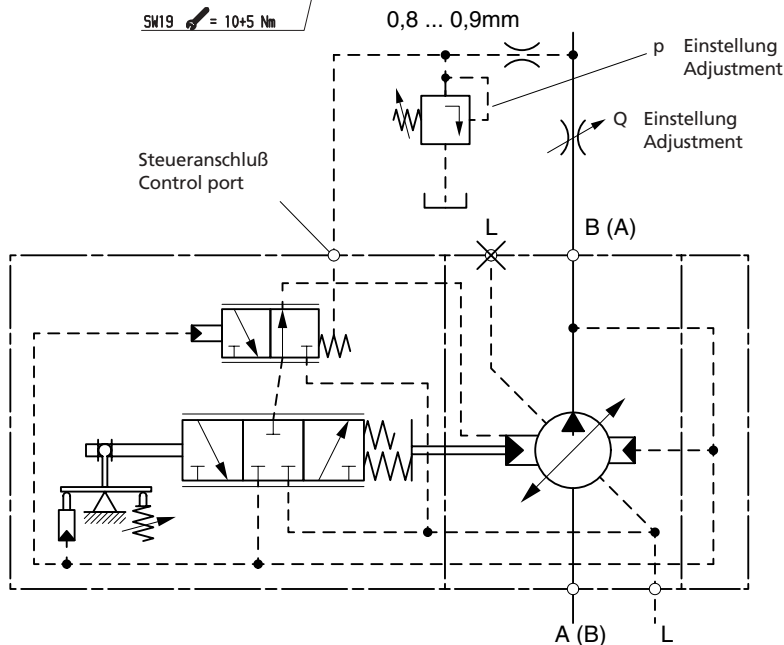 SW19 = 10+5 Nm
0,8 ... 0,9mm
p Einstellung
Adjustment
Q Einstellung
Adjustment
Steueranschluß
Control port
L
B (A)
A (B)
L